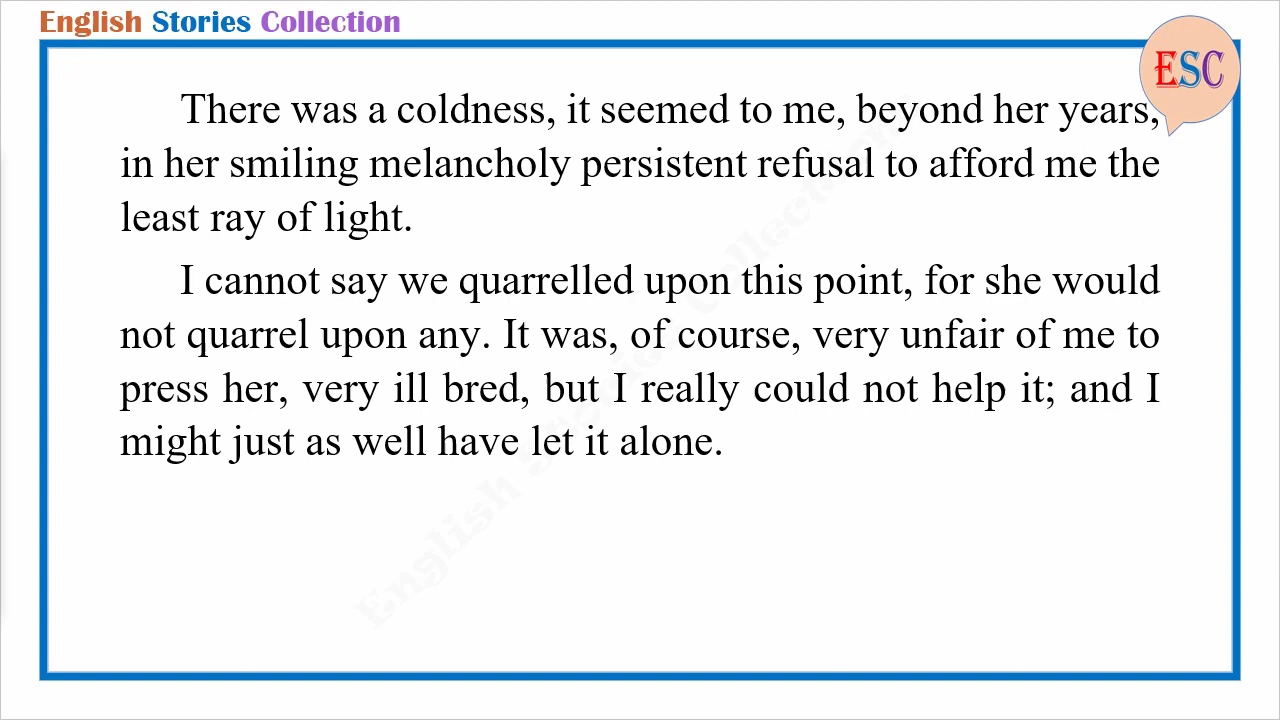 English Stories Collection
ESC
There was a coldness, it seemed to me, beyond her years,
in her smiling melancholy persistent refusal to afford me the
least ray of light.
I cannot say we quarrelled upon this point, for she would
not quarrel upon any. It was, of course, very unfair of me to
press her, very ill bred, but I really could not help it; and I
might just as well have let it alone.
English Stories Collection